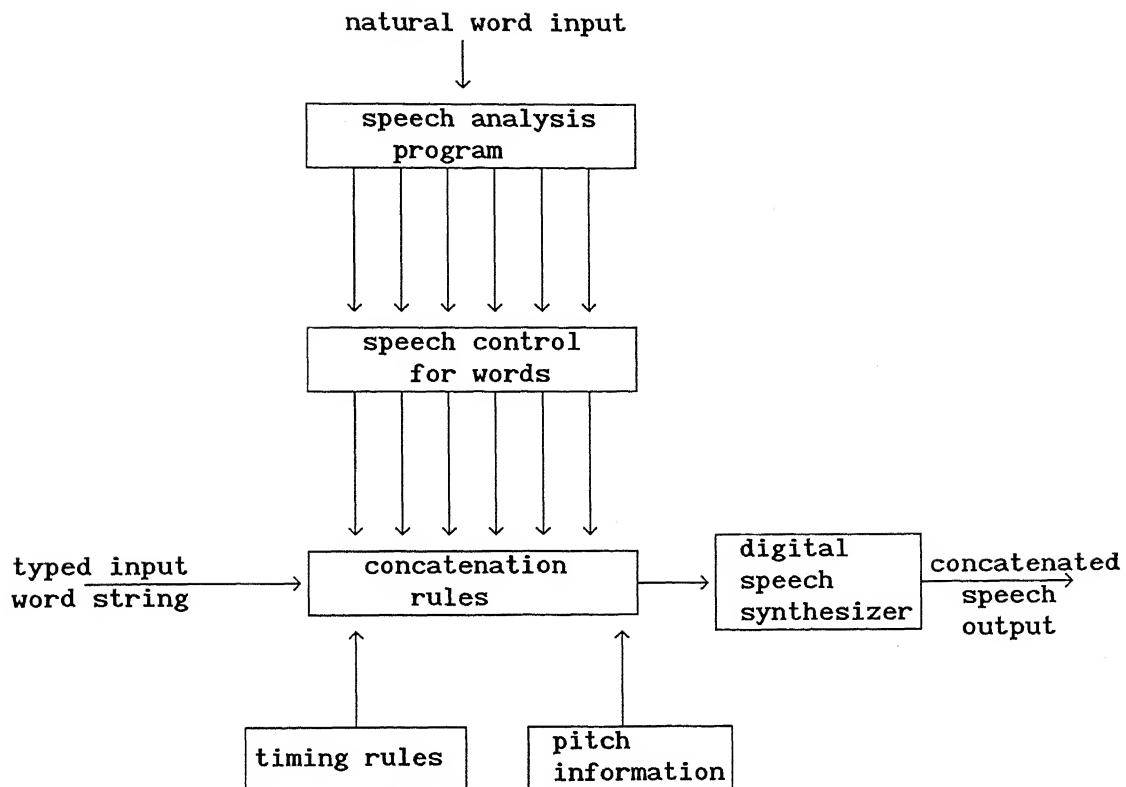 natural word input
speech analysis
program
speech control
for words
typed input
word string
concatenation
rules
digital
speech
synthesizer
concatenated
speech
output
timing rules
pitch
information